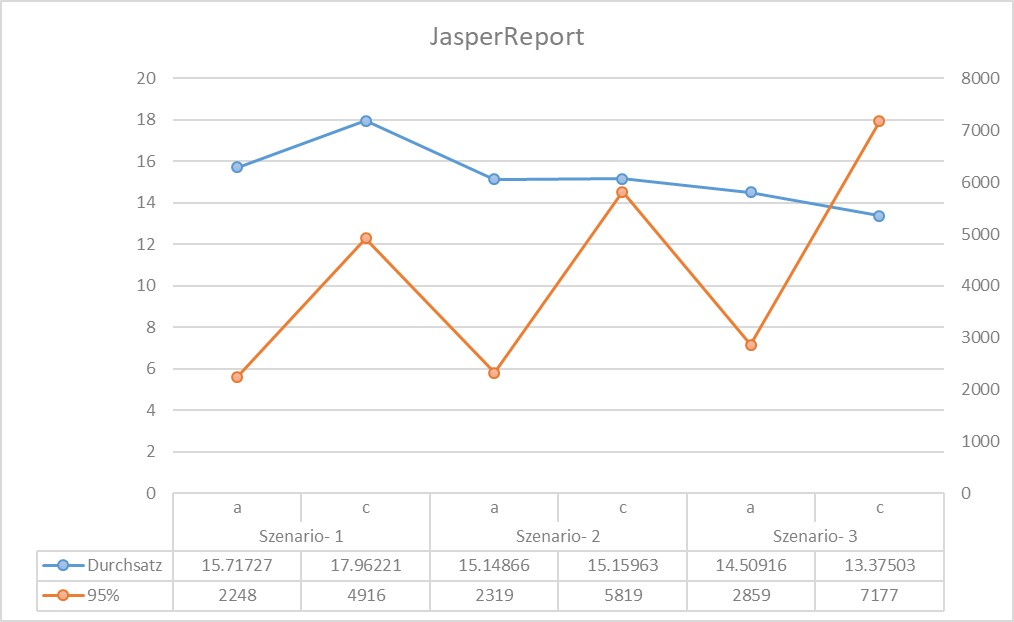 JasperReport
20 8000
18 7000
16 6000
14 5000
12 4000
10 3000
8 2000
6 1000
4 0
2
0
a c a c a c
Szenario- 1 Szenario- 2 Szenario- 3
Durchsatz 15.71727 17.96221 15.14866 15.15963 14.50916 13.37503
95% 2248 4916 2319 5819 2859 7177